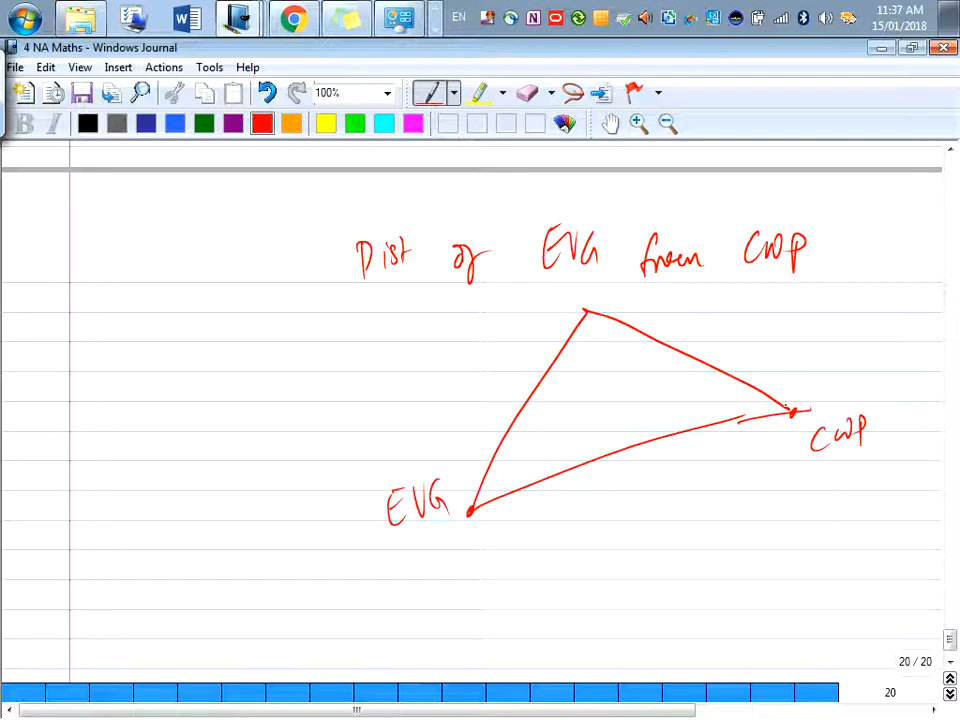 EN
11:37 AM
15/01/2018
4 NA Maths - Windows Journal
File Edit View Insert Actions Tools Help
100%
B I
Dist of EVG from CWP
CWP
EVG
20 / 20
20